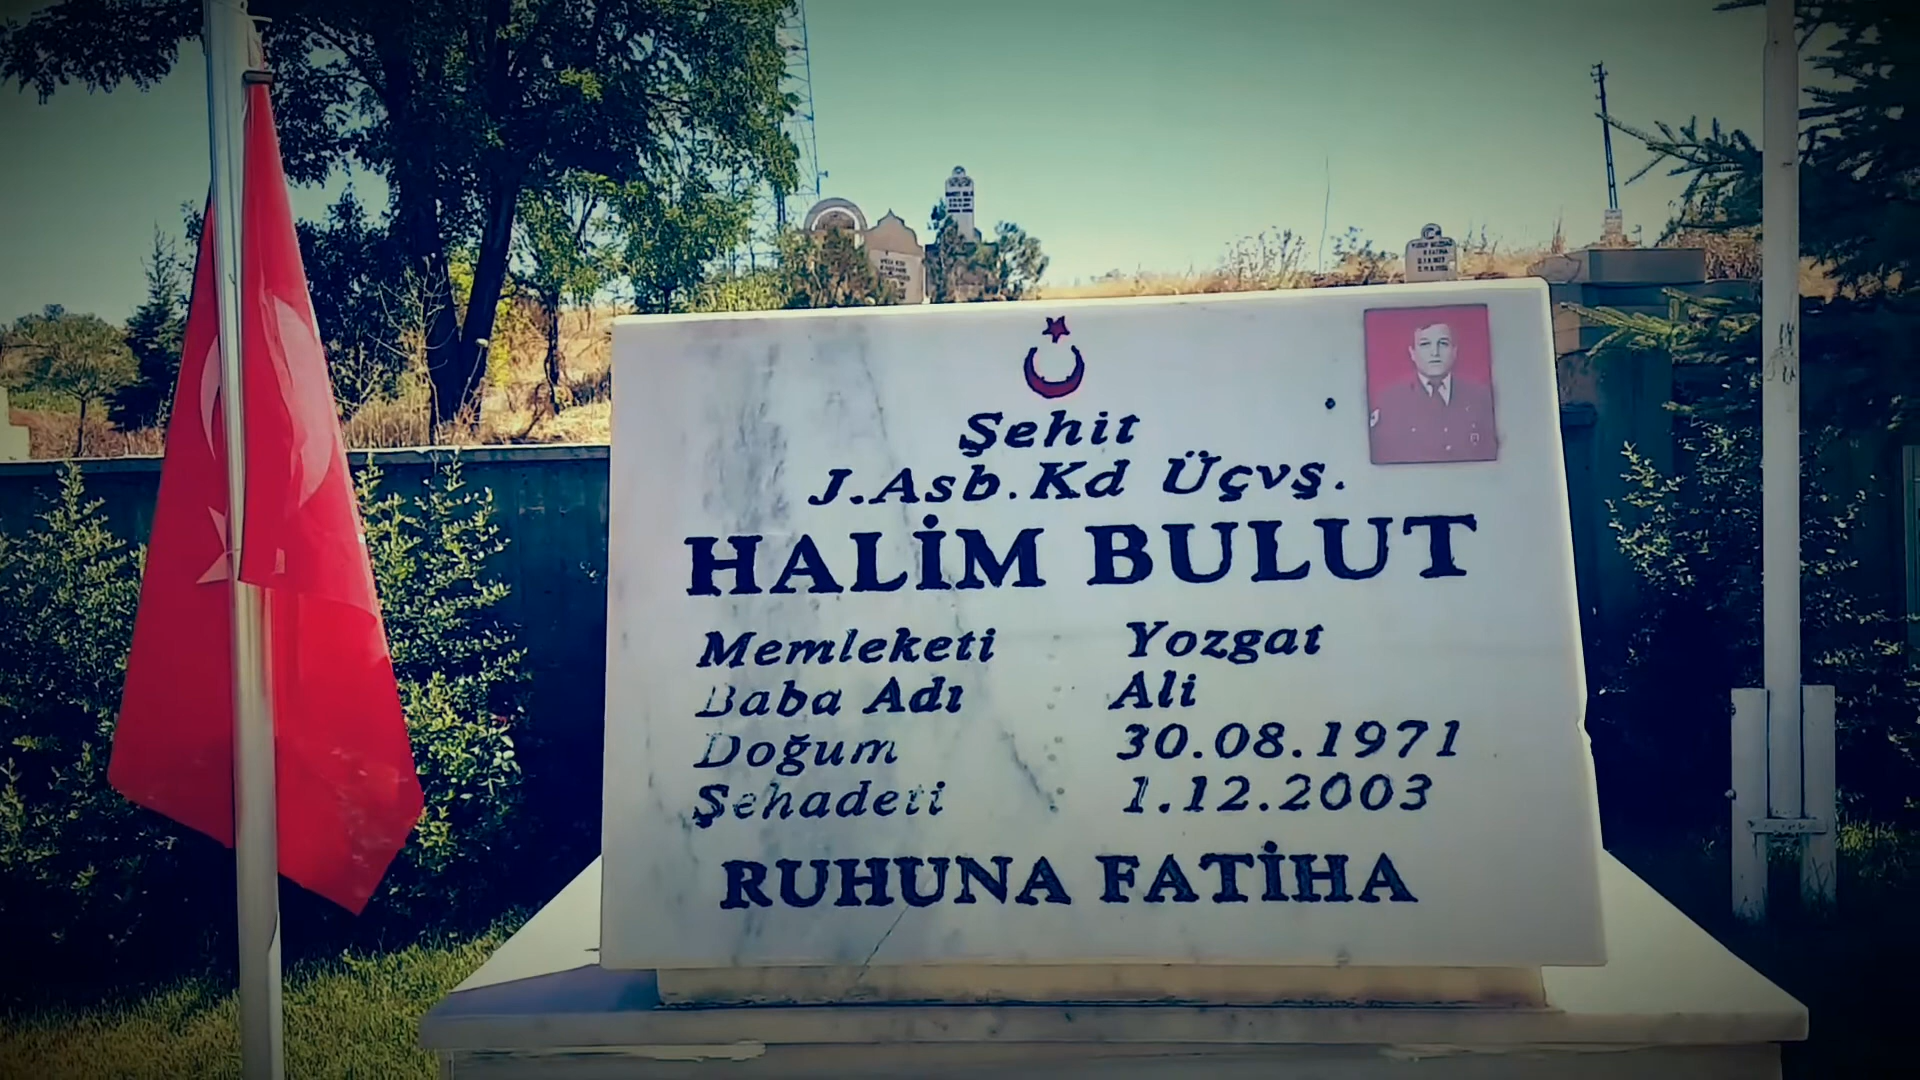 Şehit
J.Asb.Kd Üçvş.
HALİM BULUT
Memleketi : Yozgat
Baba Adı : Ali
Doğum : 30.08.1971
Şehadeti : 1.12.2003
RUHUNA FATİHA